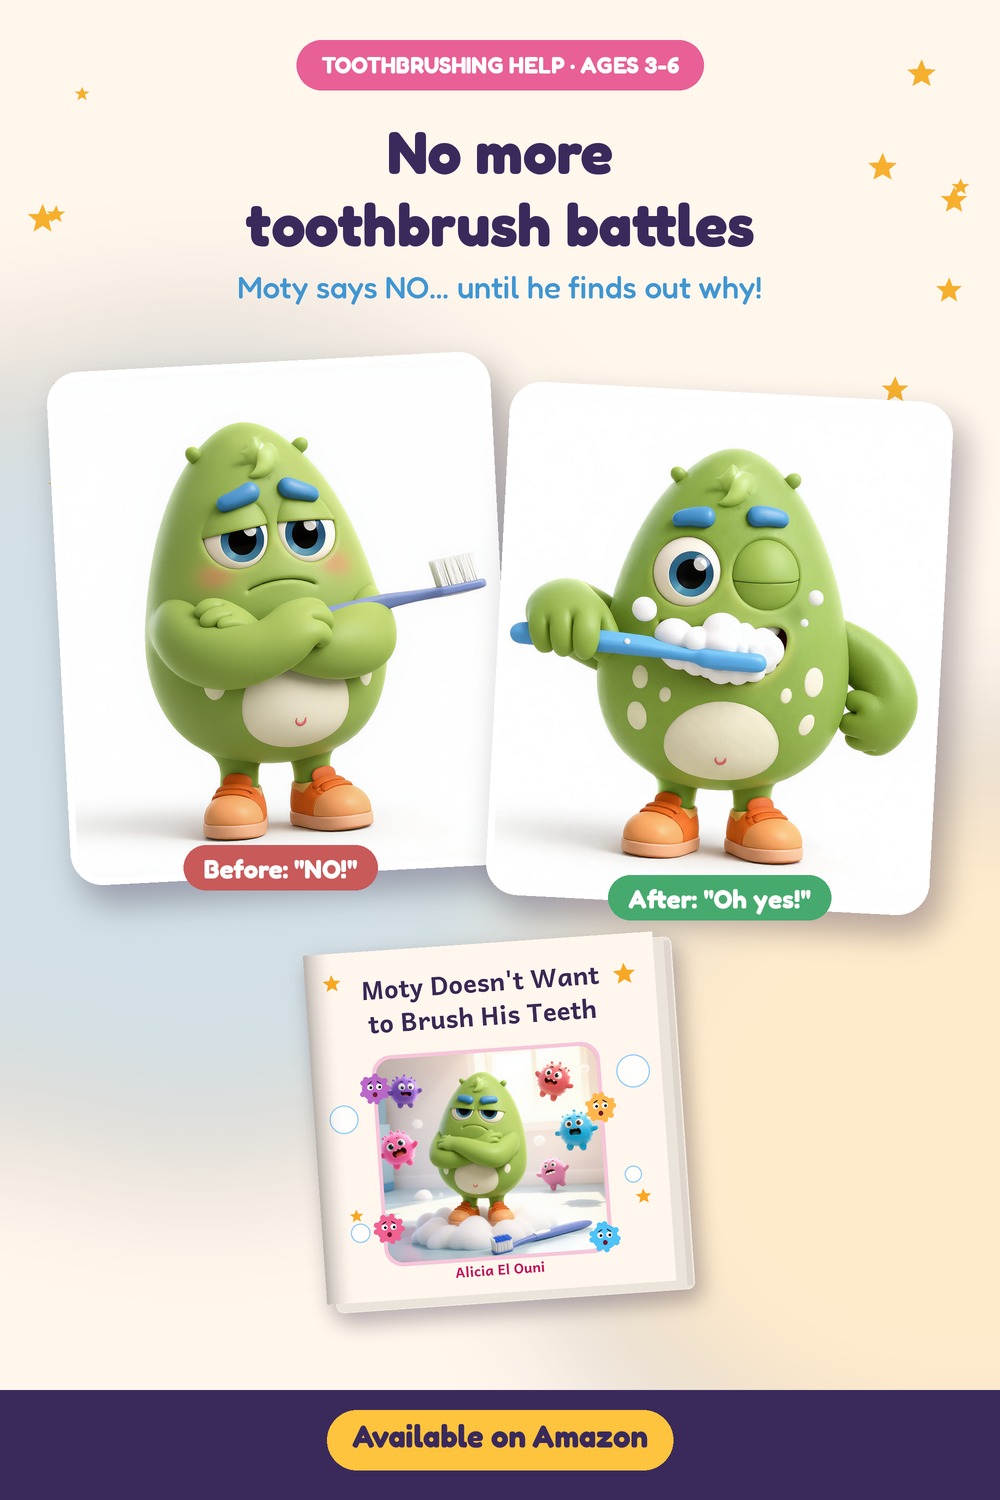 TOOTHBRUSHING HELP · AGES 3-6
No more
toothbrush battles
Moty says NO... until he finds out why!
Before: "NO!"
After: "Oh yes!"
Moty Doesn't Want
to Brush His Teeth
Alicia El Ouni
Available on Amazon